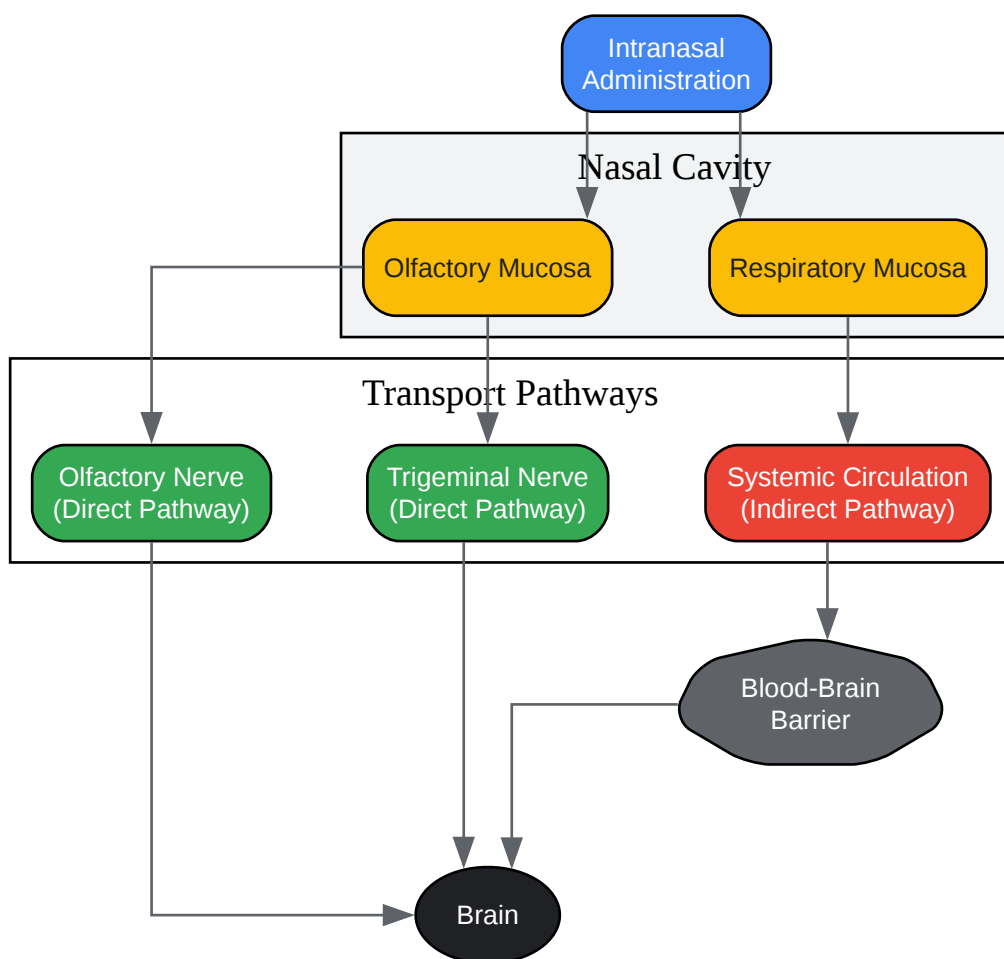 Intranasal
Administration
Nasal Cavity
Olfactory Mucosa
Respiratory Mucosa
Transport Pathways
Olfactory Nerve
(Direct Pathway)
Trigeminal Nerve
(Direct Pathway)
Systemic Circulation
(Indirect Pathway)
Blood-Brain
Barrier
Brain